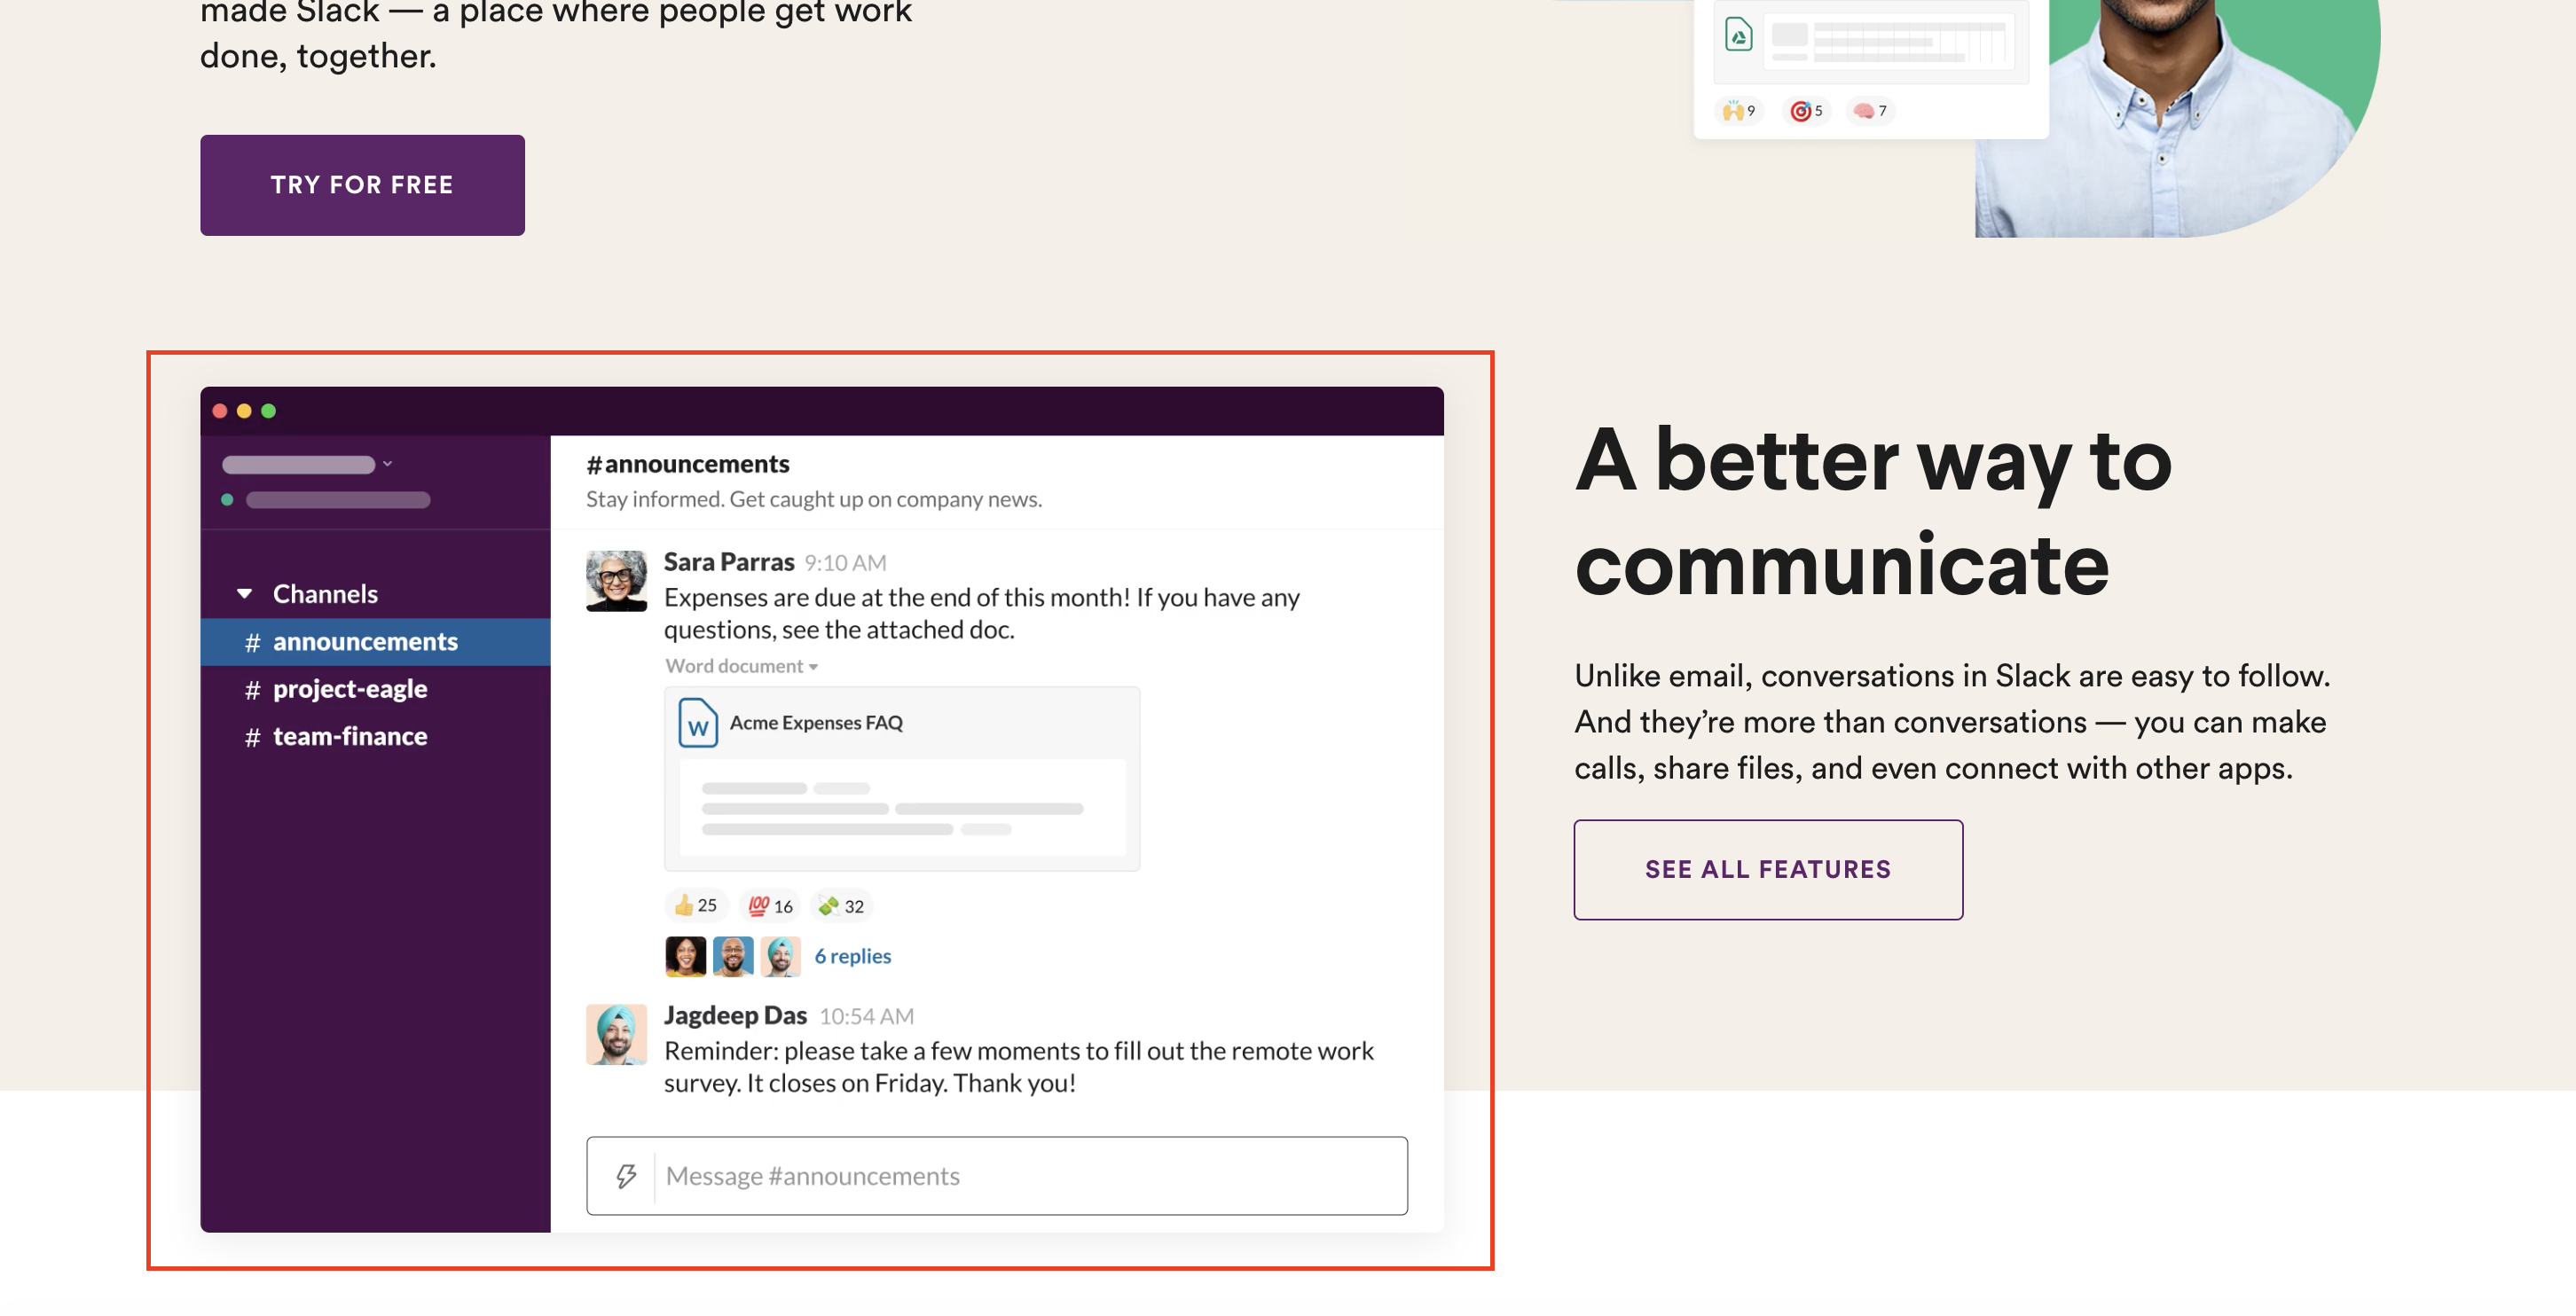 made Slack — a place where people get work
done, together.
TRY FOR FREE
9 5 7
#announcements
Stay informed. Get caught up on company news.
Channels
# announcements
# project-eagle
# team-finance
Sara Parras 9:10 AM
Expenses are due at the end of this month! If you have any
questions, see the attached doc.
Word document
W Acme Expenses FAQ
25 100 16 32
6 replies
Jagdeep Das 10:54 AM
Reminder: please take a few moments to fill out the remote work
survey. It closes on Friday. Thank you!
Message #announcements
A better way to
communicate
Unlike email, conversations in Slack are easy to follow.
And they’re more than conversations — you can make
calls, share files, and even connect with other apps.
SEE ALL FEATURES